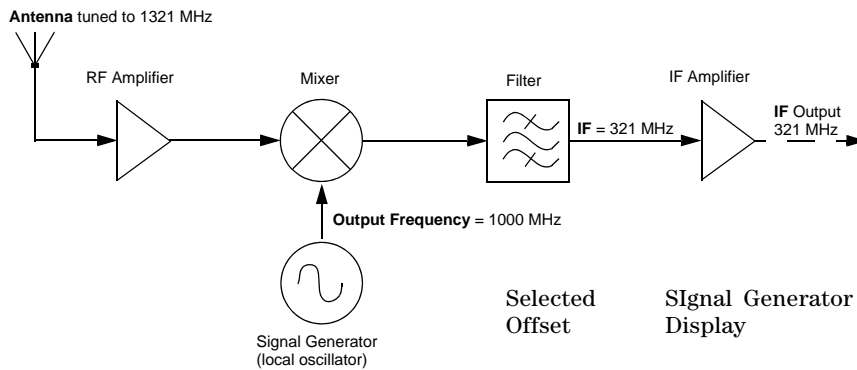 Antenna tuned to 1321 MHz
RF Amplifier
Mixer
Filter
IF Amplifier
IF = 321 MHz
IF Output
321 MHz
Output Frequency = 1000 MHz
Signal Generator
(local oscillator)
Selected
Offset
SIgnal Generator
Display